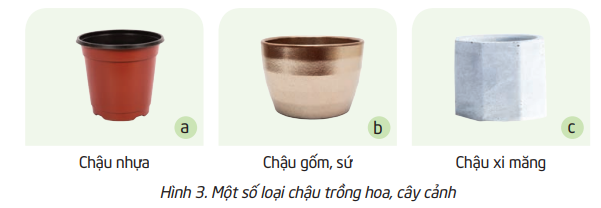 a
b
c
Chậu nhựa
Chậu gốm, sứ
Chậu xi măng
Hình 3. Một số loại chậu trồng hoa, cây cảnh